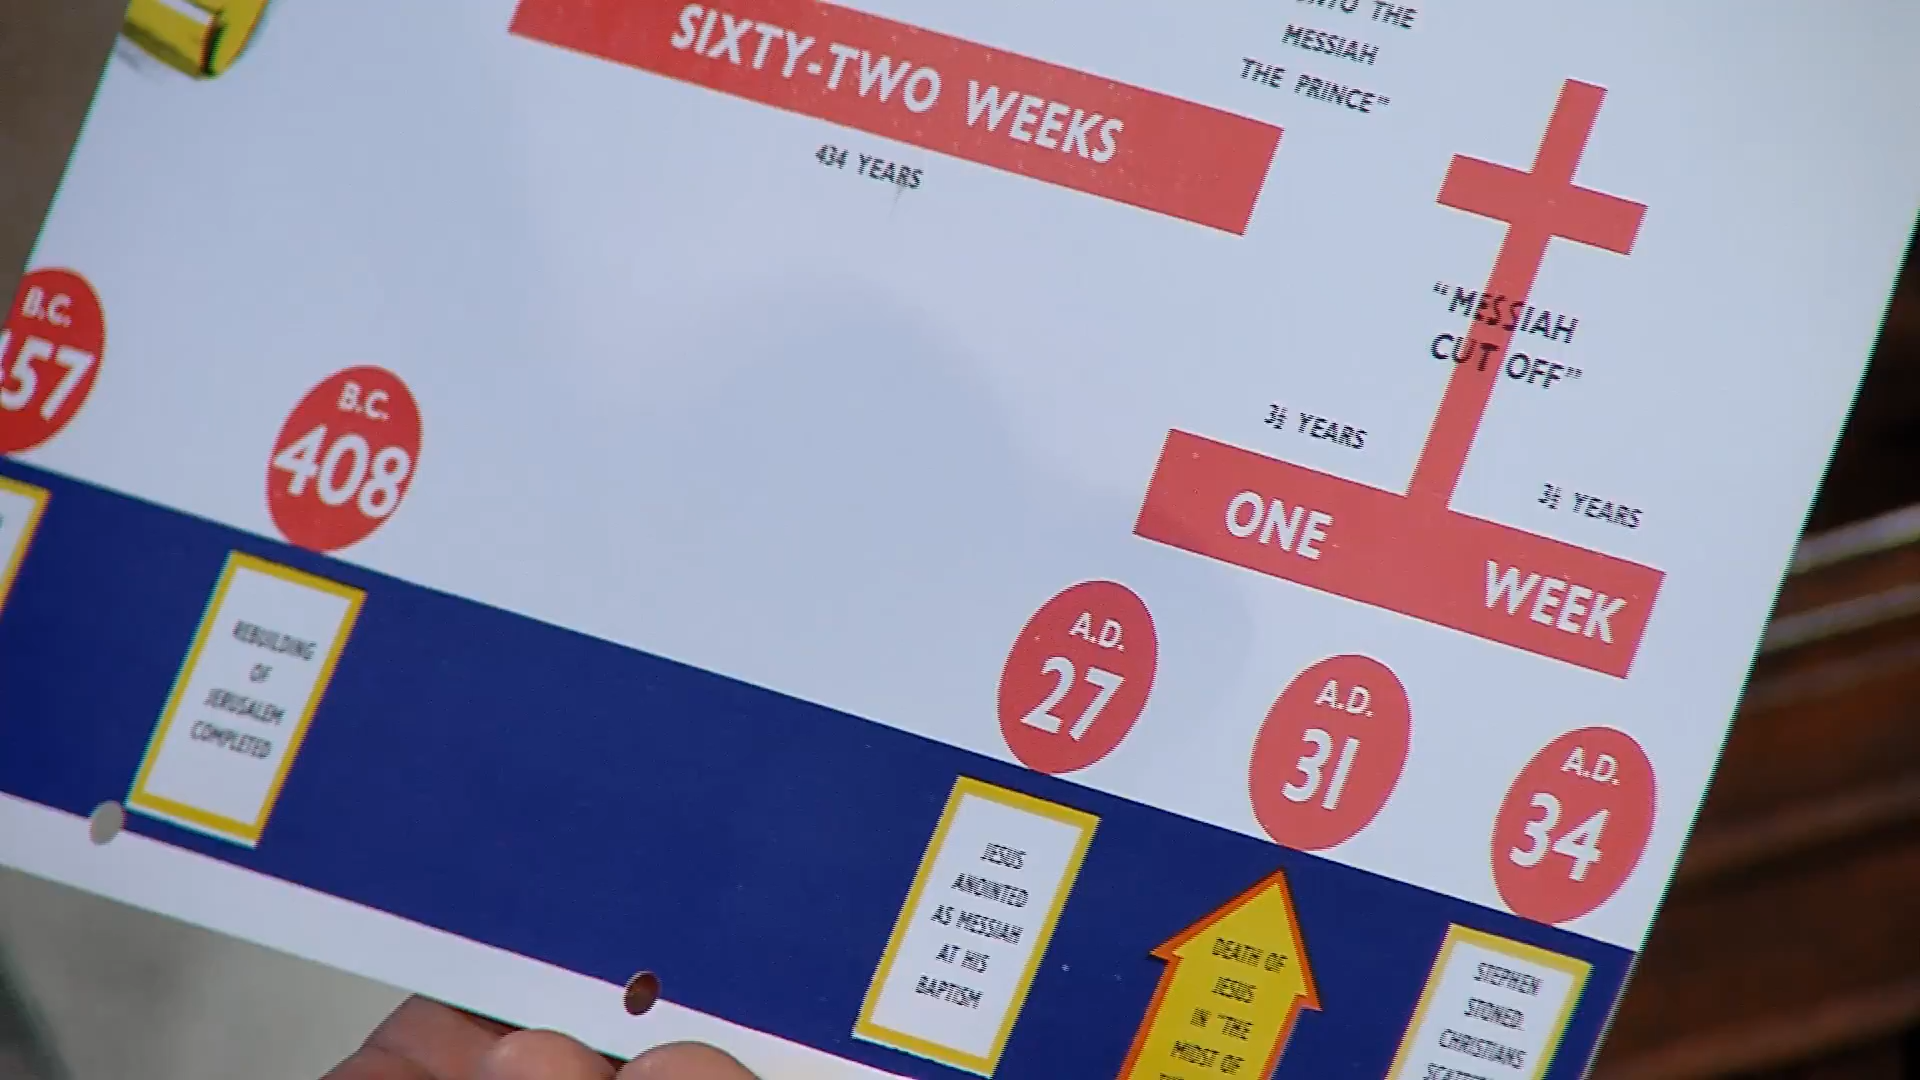 SIXTY-TWO WEEKS
434 YEARS
THE
MESSIAH
THE PRINCE"
"MESSIAH
CUT OFF"
3½ YEARS
3½ YEARS
ONE WEEK
B.C.
57
B.C.
408
A.D.
27
A.D.
31
A.D.
34
REBUILDING
OF
JERUSALEM
COMPLETED
JESUS
ANOINTED
AS MESSIAH
AT HIS
BAPTISM
DEATH OF
JESUS
IN "THE
MIDST OF
STEPHEN
STONED.
CHRISTIANS